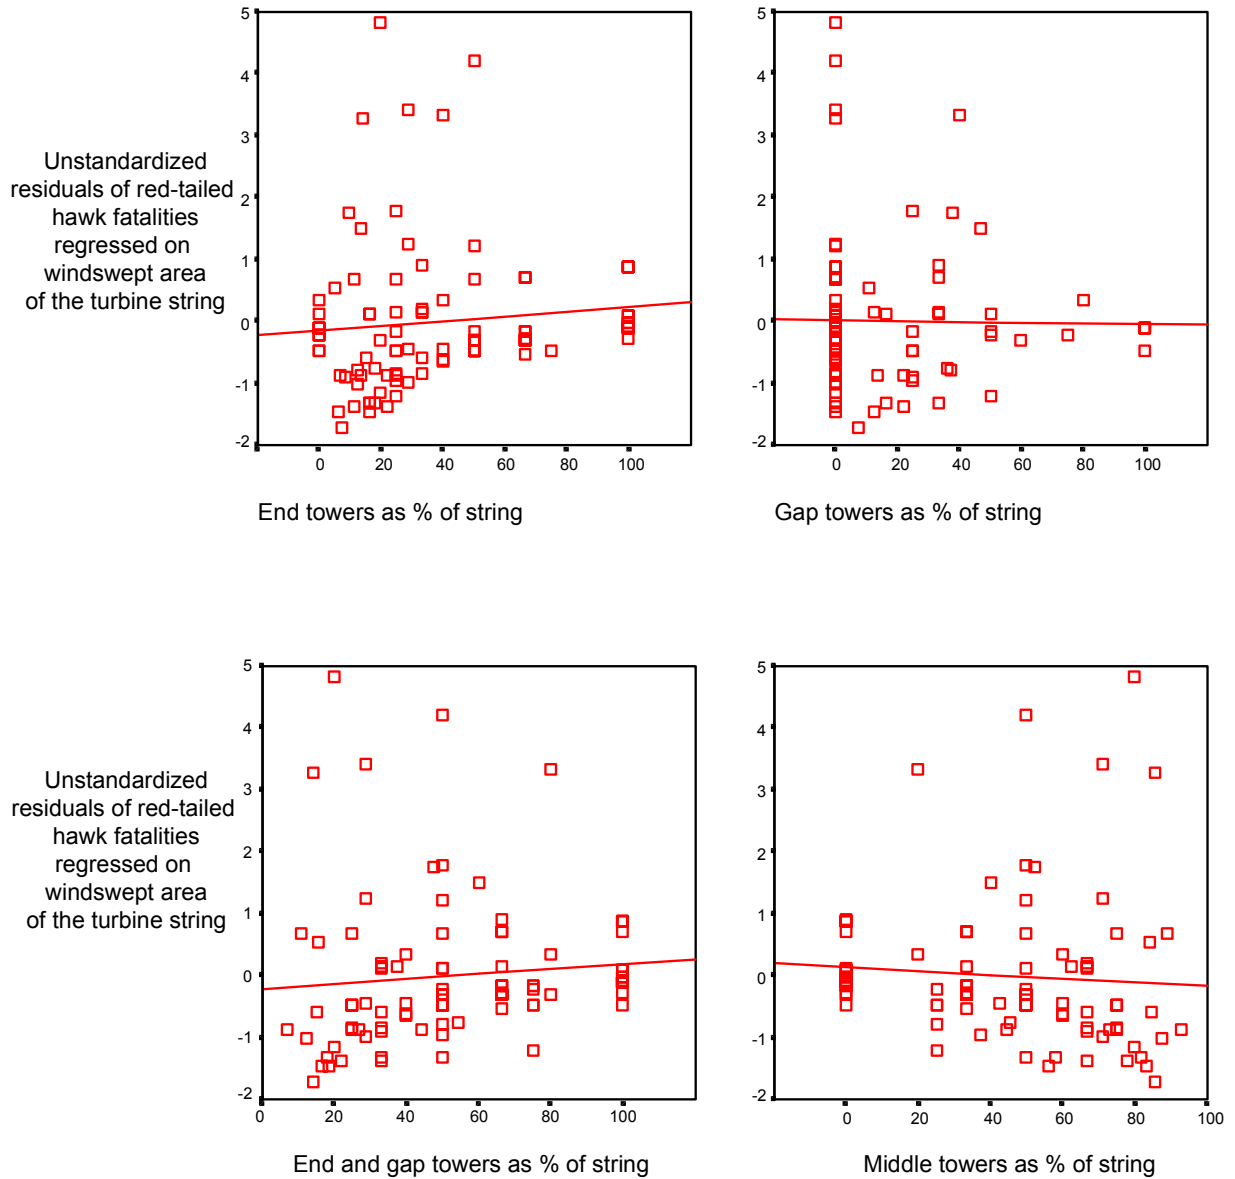 5
4
3
2
1
0
-1
-2
0 20 40 60 80 100
End towers as % of string
5
4
3
2
1
0
-1
-2
0 20 40 60 80 100
Gap towers as % of string
Unstandardized
residuals of red-tailed
hawk fatalities
regressed on
windswept area
of the turbine string
5
4
3
2
1
0
-1
-2
0 20 40 60 80 100
End and gap towers as % of string
5
4
3
2
1
0
-1
-2
0 20 40 60 80 100
Middle towers as % of string
Unstandardized
residuals of red-tailed
hawk fatalities
regressed on
windswept area
of the turbine string